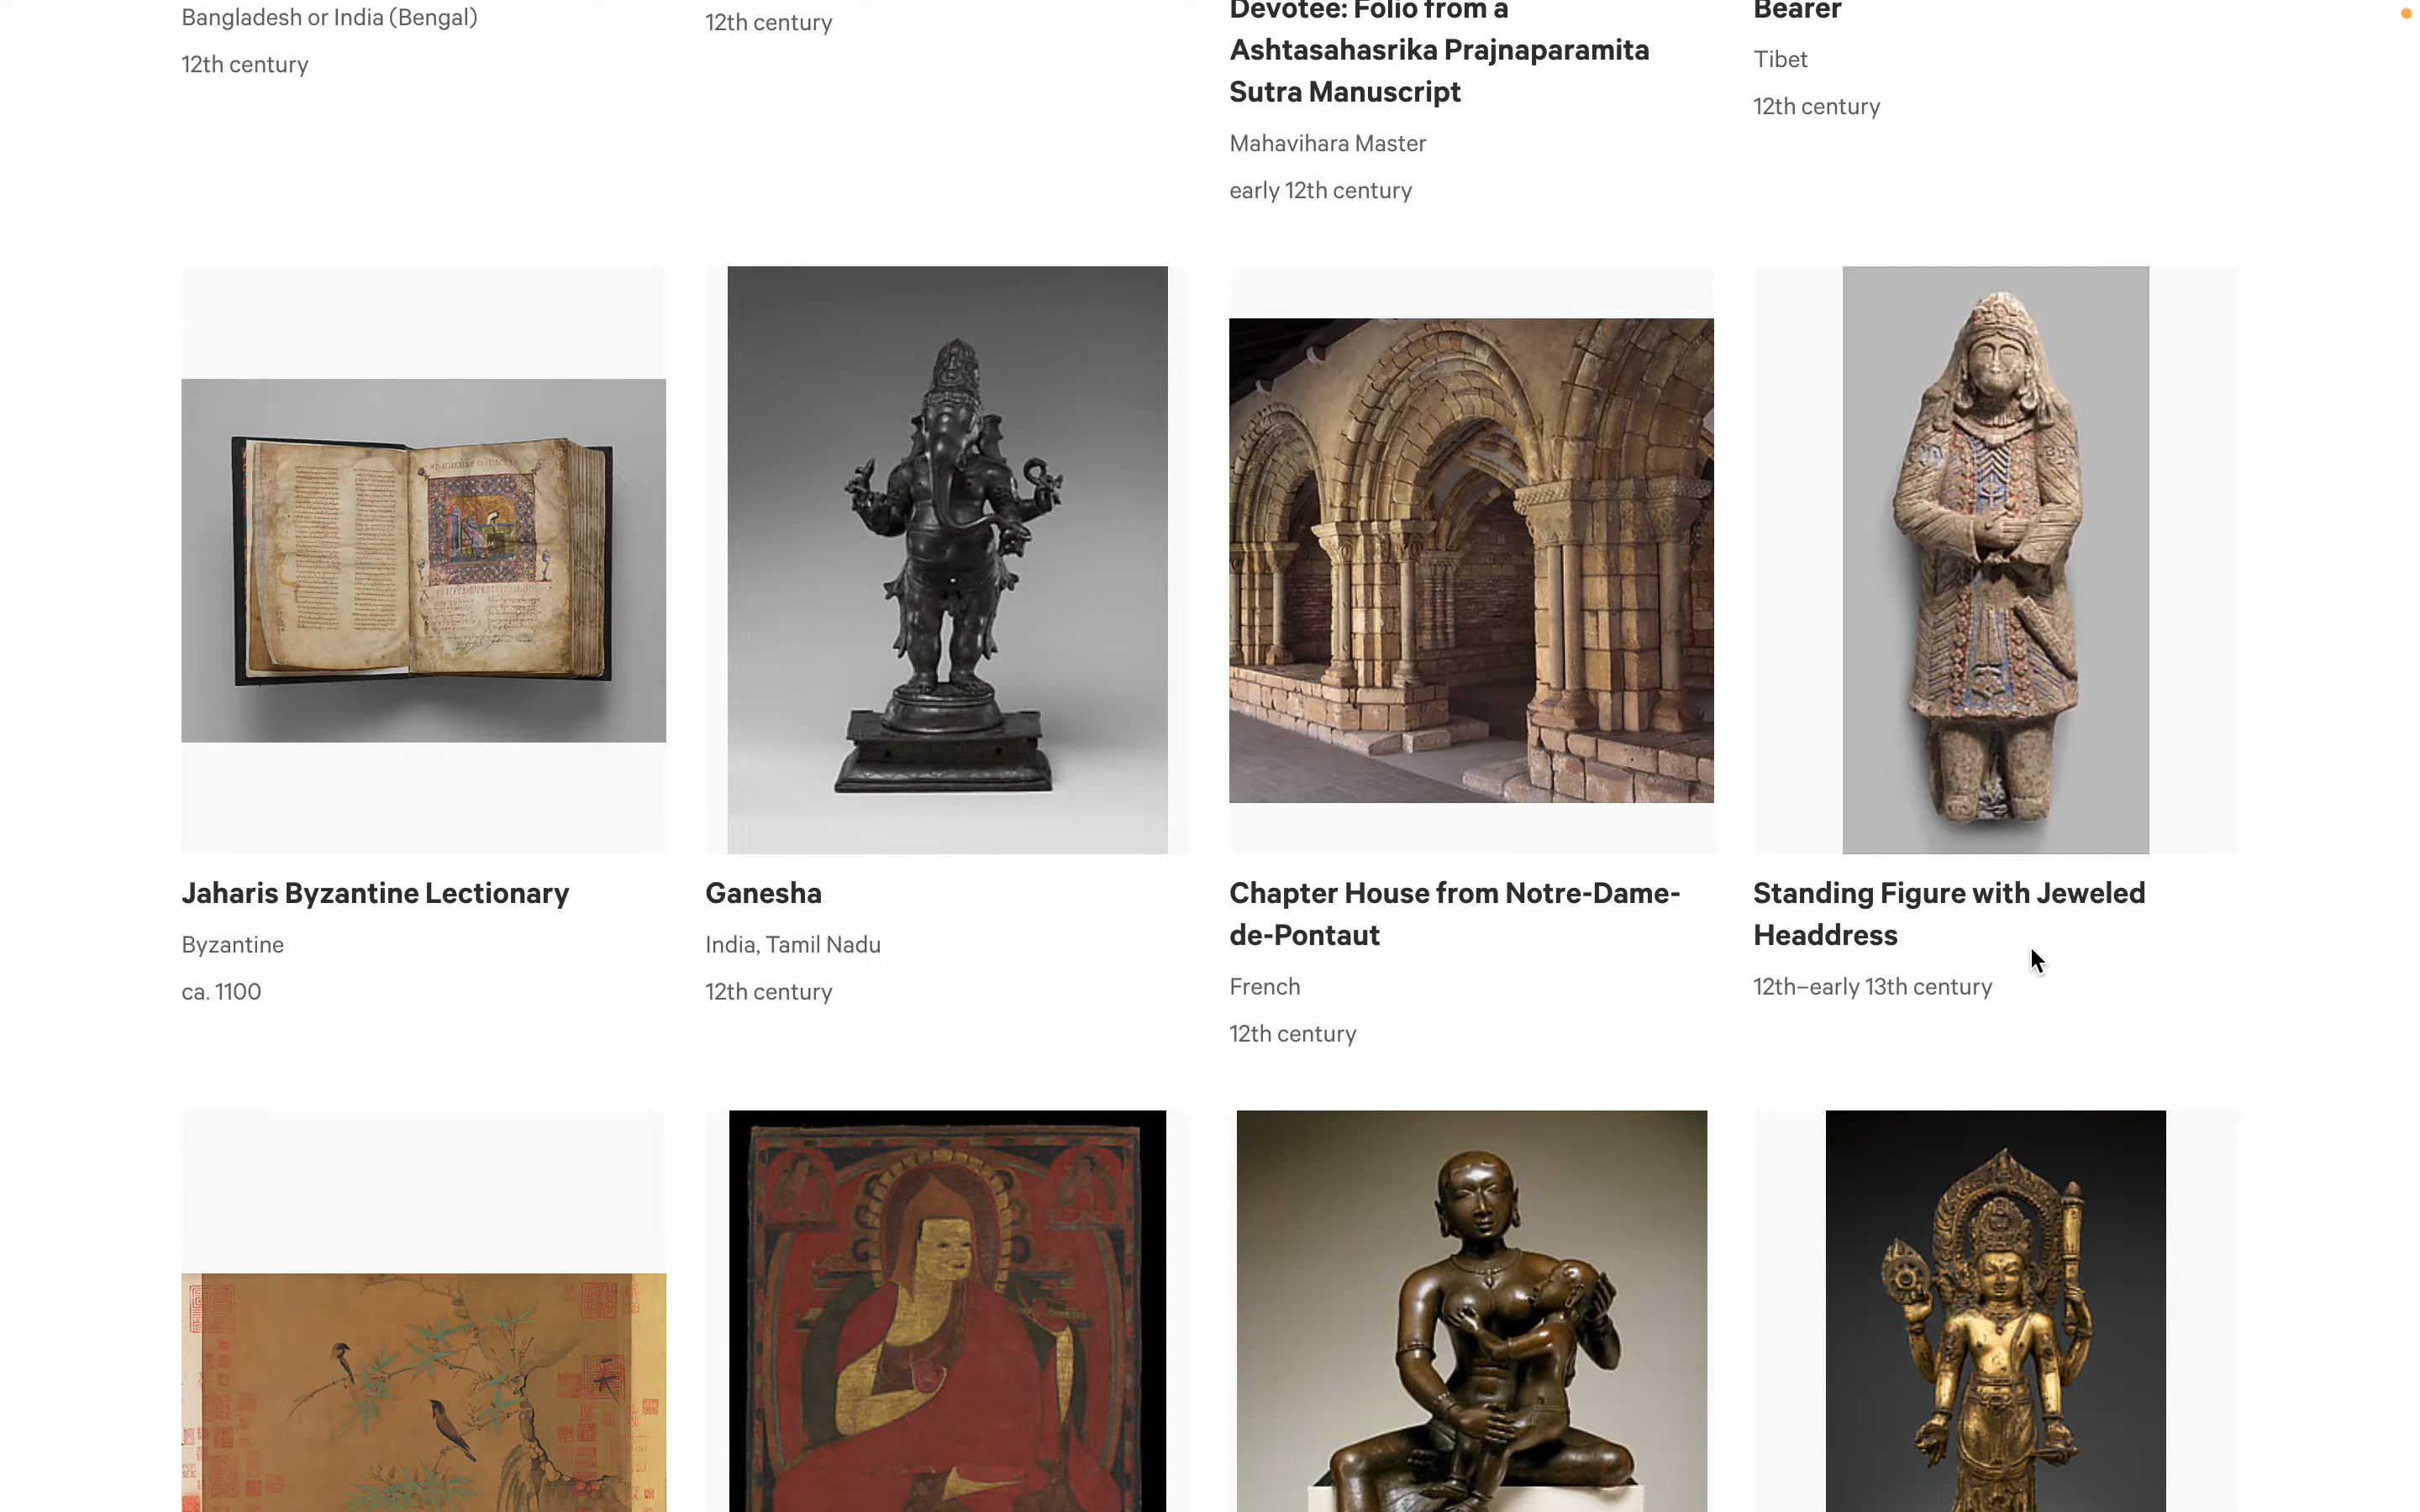 Bangladesh or India (Bengal)
12th century
12th century
Devotee: Folio from a
Ashtasahasrika Prajnaparamita
Sutra Manuscript
Mahavihara Master
early 12th century
Bearer
Tibet
12th century
Jaharis Byzantine Lectionary
Byzantine
ca. 1100
Ganesha
India, Tamil Nadu
12th century
Chapter House from Notre-Dame-
de-Pontaut
French
12th century
Standing Figure with Jeweled
Headdress
12th–early 13th century